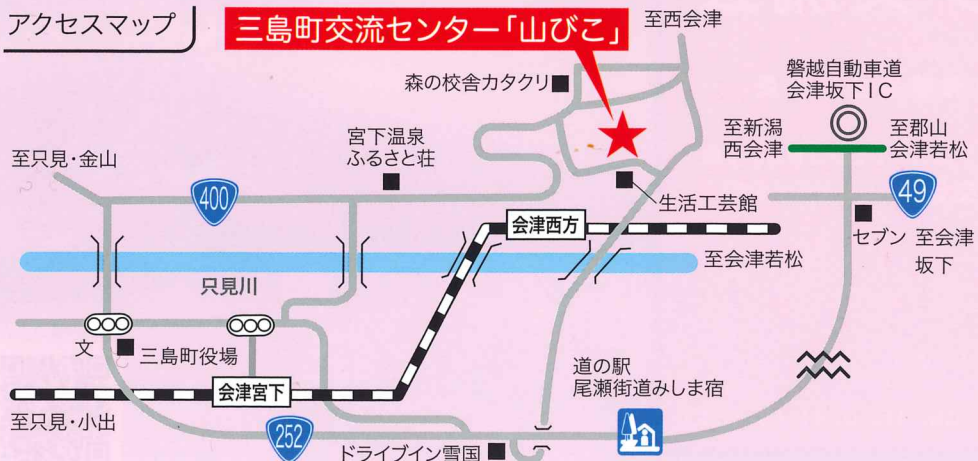 アクセスマップ
三島町交流センター「山びこ」
至西会津
森の校舎カタクリ
磐越自動車道
会津坂下IC
宮下温泉
ふるさと荘
至新潟
西会津
至郡山
会津若松
至只見・金山
400
49
生活工芸館
会津西方
セブン
至会津
坂下
至会津若松
只見川
文
三島町役場
道の駅
尾瀬街道みしま宿
会津宮下
至只見・小出
252
ドライブイン雪国